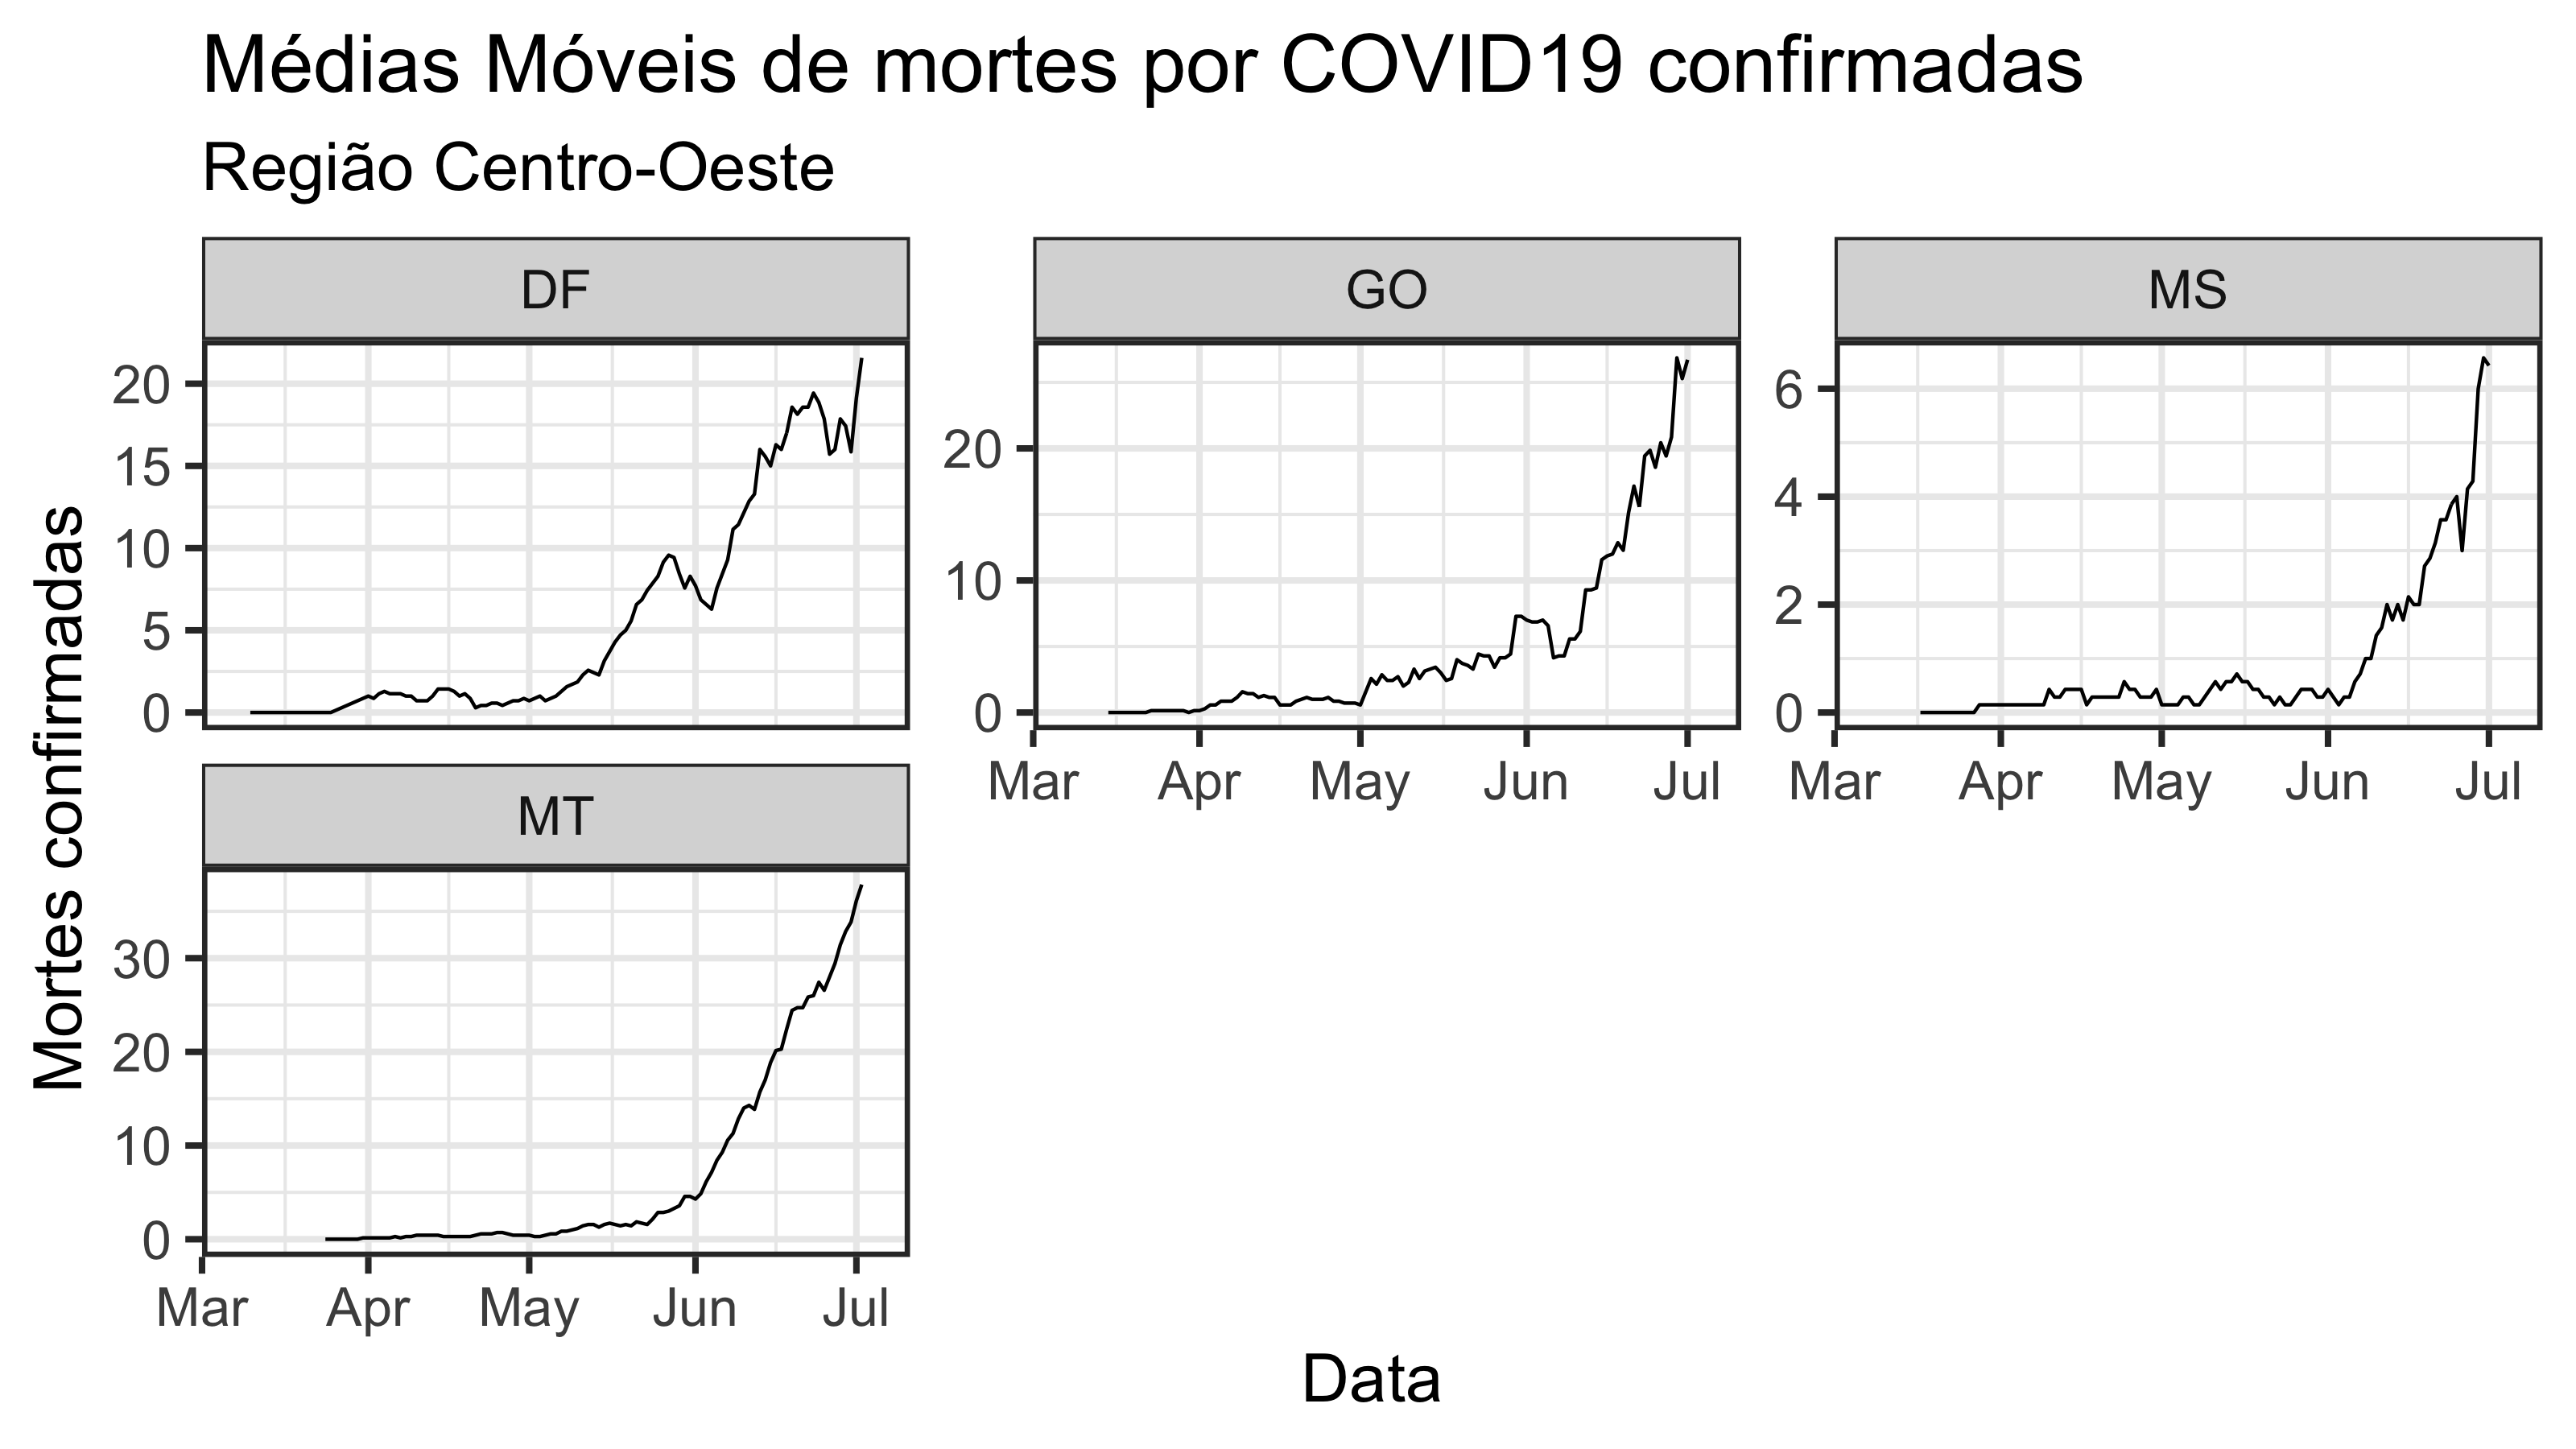 Médias Móveis de mortes por COVID19 confirmadas
Região Centro-Oeste
Mortes confirmadas
DF
20
15
10
5
0
GO
20
10
0
Mar Apr May Jun Jul
MS
6
4
2
0
Mar Apr May Jun Jul
MT
30
20
10
0
Mar Apr May Jun Jul
Data